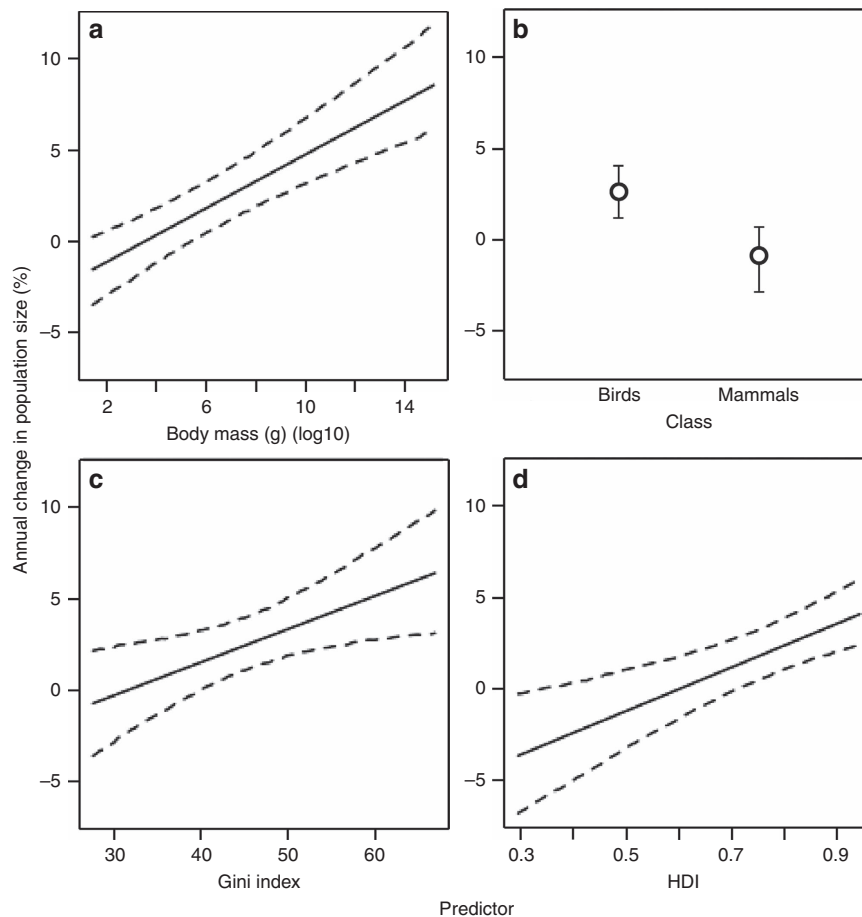 Annual change in population size (%)
a
10
5
0
–5
2 6 10 14
Body mass (g) (log10)
b
10
5
0
–5
Birds Mammals
Class
c
10
5
0
–5
30 40 50 60
Gini index
d
10
5
0
–5
0.3 0.5 0.7 0.9
HDI
Predictor